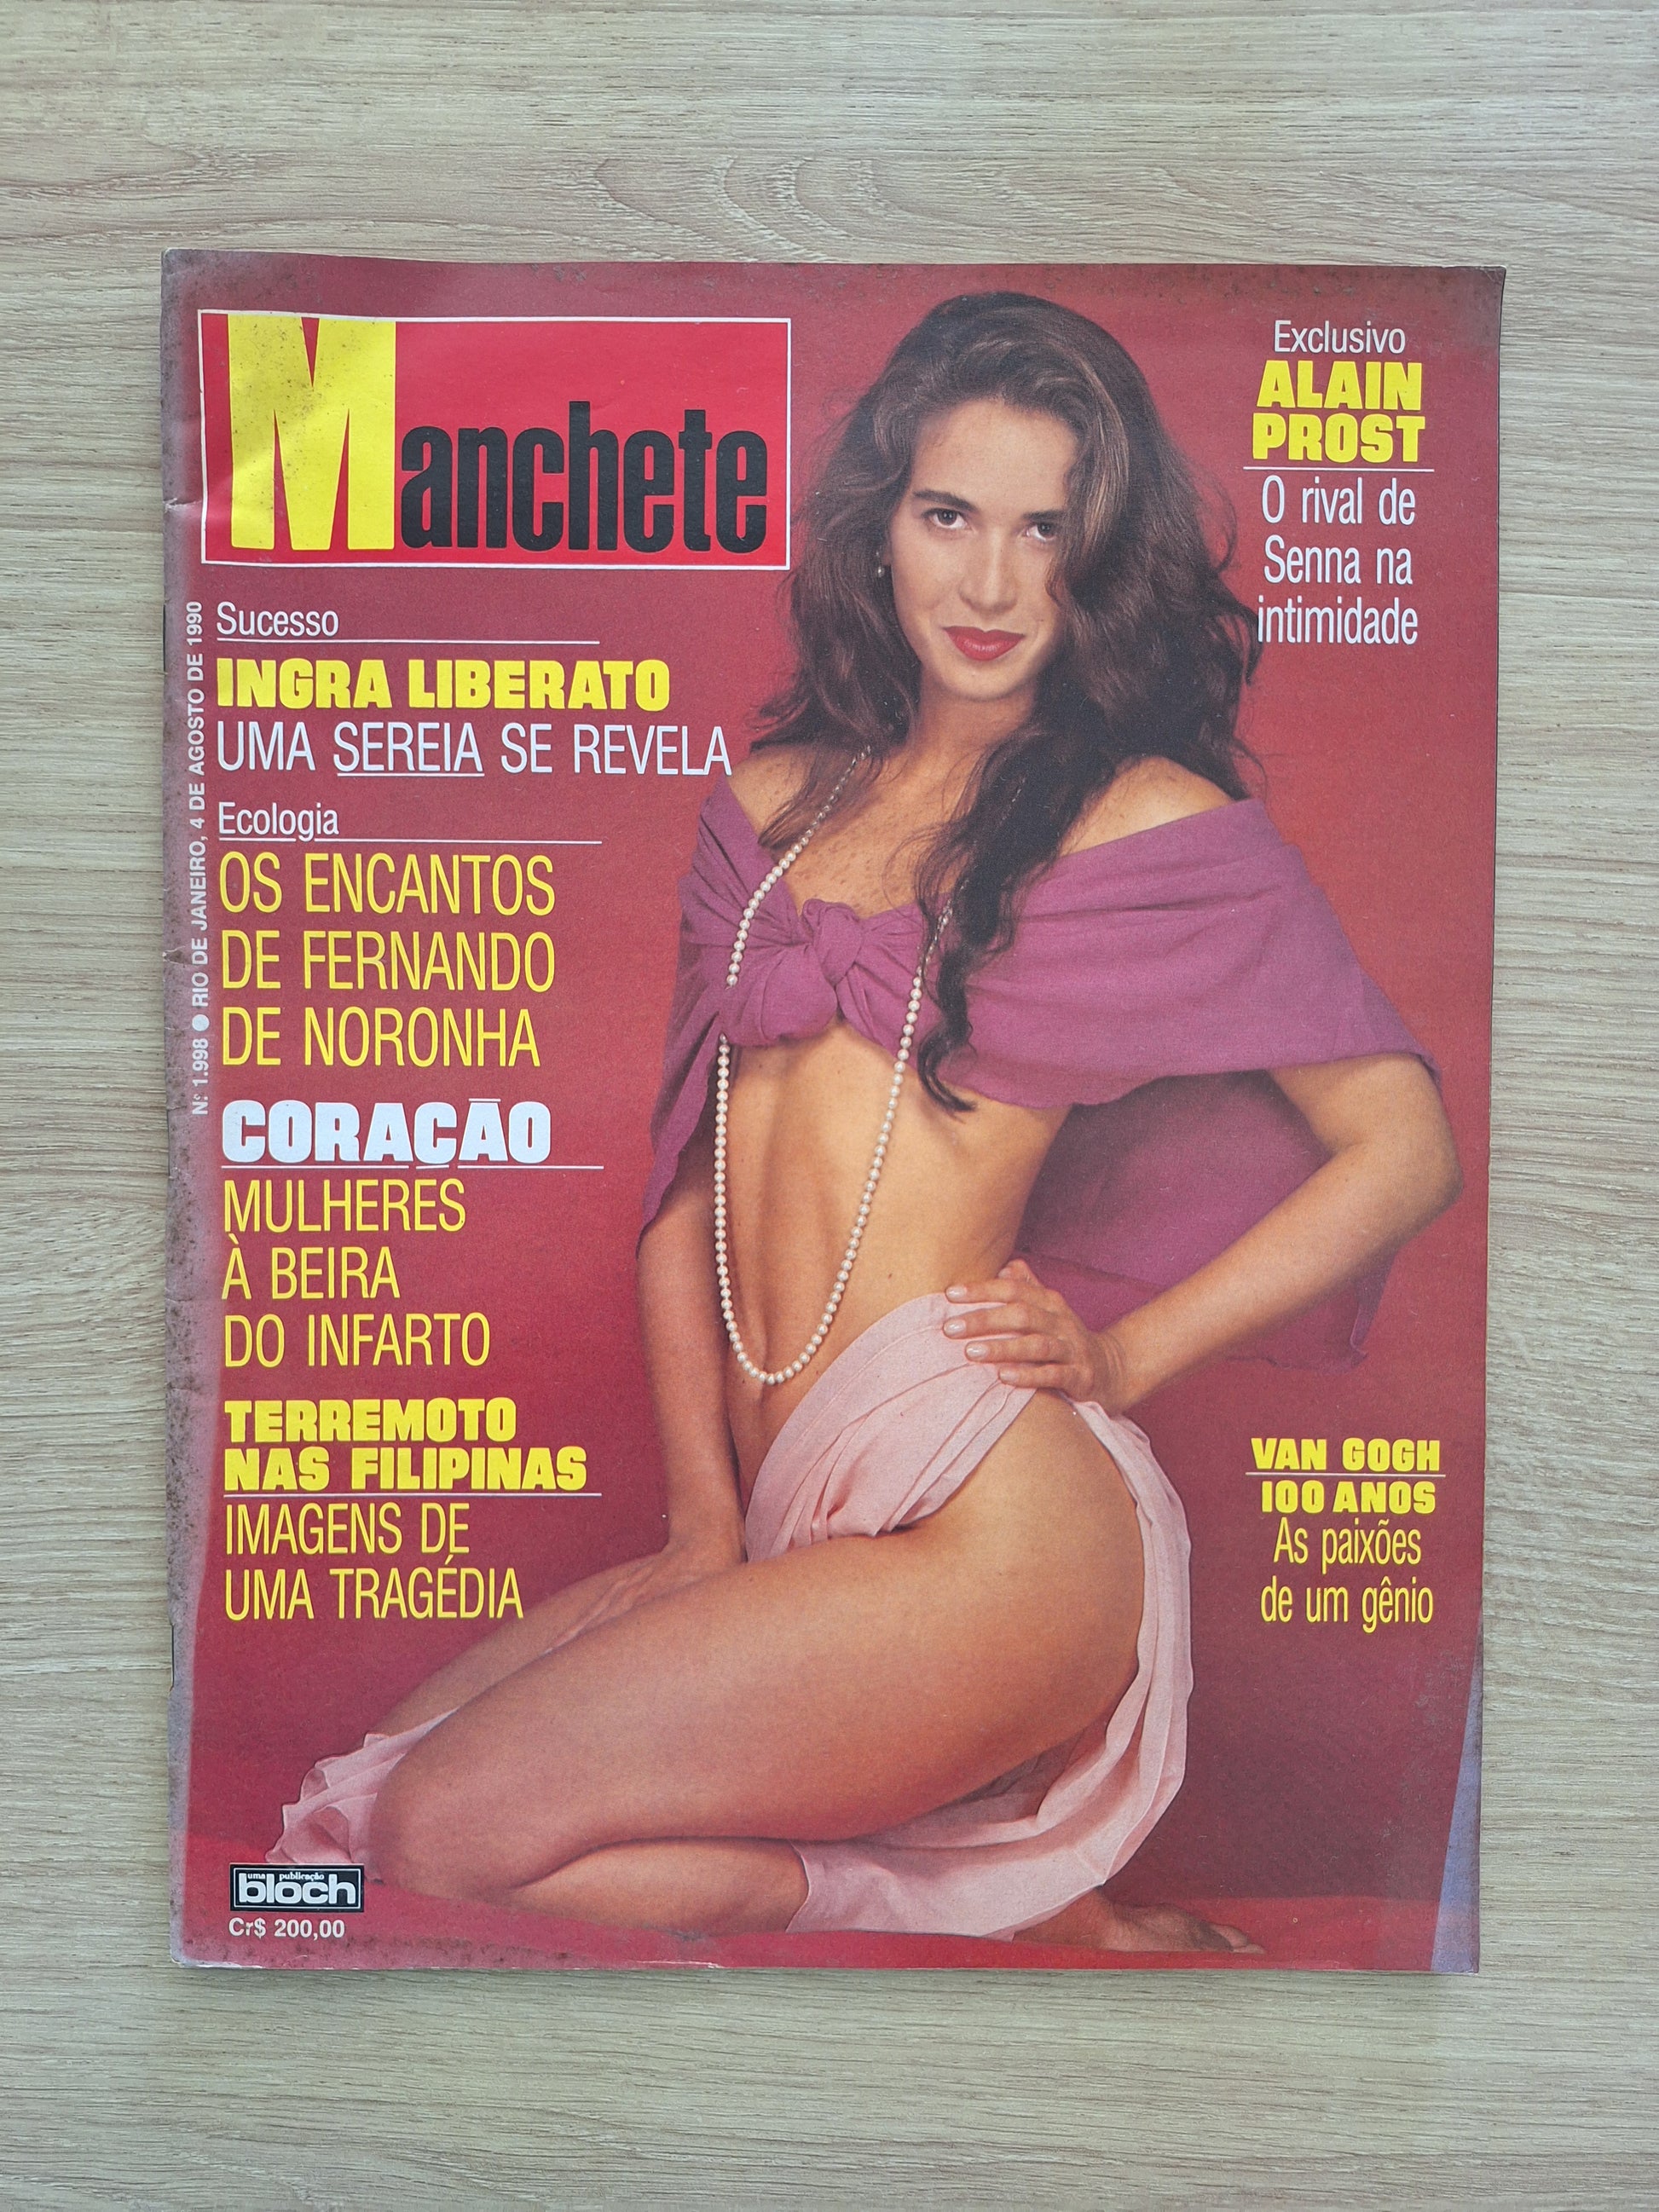 Manchete
Exclusivo
ALAIN
PROST
O rival de
Senna na
intimidade
Sucesso
INGRA LIBERATO
UMA SEREIA SE REVELA
Ecologia
OS ENCANTOS
DE FERNANDO
DE NORONHA
CORAÇÃO
MULHERES
À BEIRA
DO INFARTO
TERREMOTO
NAS FILIPINAS
IMAGENS DE
UMA TRAGÉDIA
VAN GOGH
100 ANOS
As paixões
de um gênio
Nº 1.998 ● RIO DE JANEIRO, 4 DE AGOSTO DE 1990
uma publicação
bloch
Cr$ 200,00